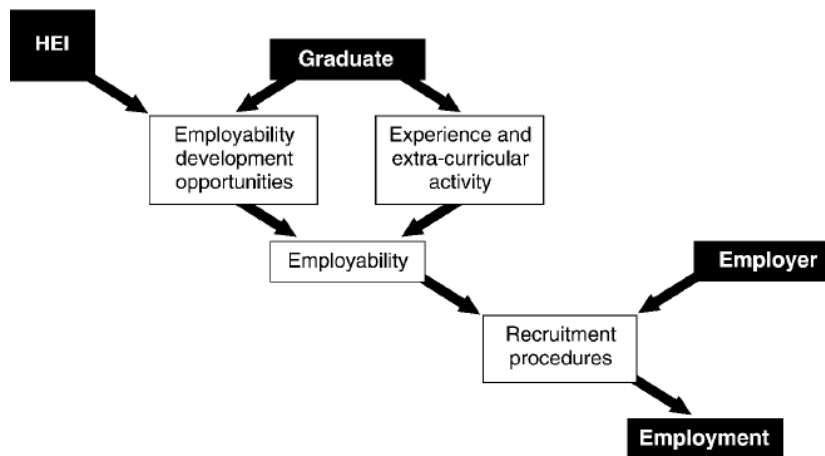 HEI
Graduate
Employability
development
opportunities
Experience and
extra-curricular
activity
Employability
Employer
Recruitment
procedures
Employment